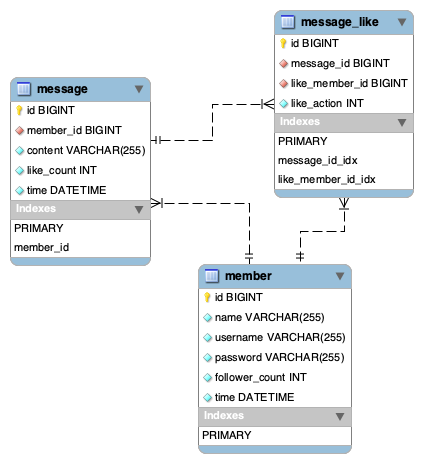 message_like
id BIGINT
message_id BIGINT
like_member_id BIGINT
like_action INT
Indexes
PRIMARY
message_id_idx
like_member_id_idx
message
id BIGINT
member_id BIGINT
content VARCHAR(255)
like_count INT
time DATETIME
Indexes
PRIMARY
member_id
member
id BIGINT
name VARCHAR(255)
username VARCHAR(255)
password VARCHAR(255)
follower_count INT
time DATETIME
Indexes
PRIMARY